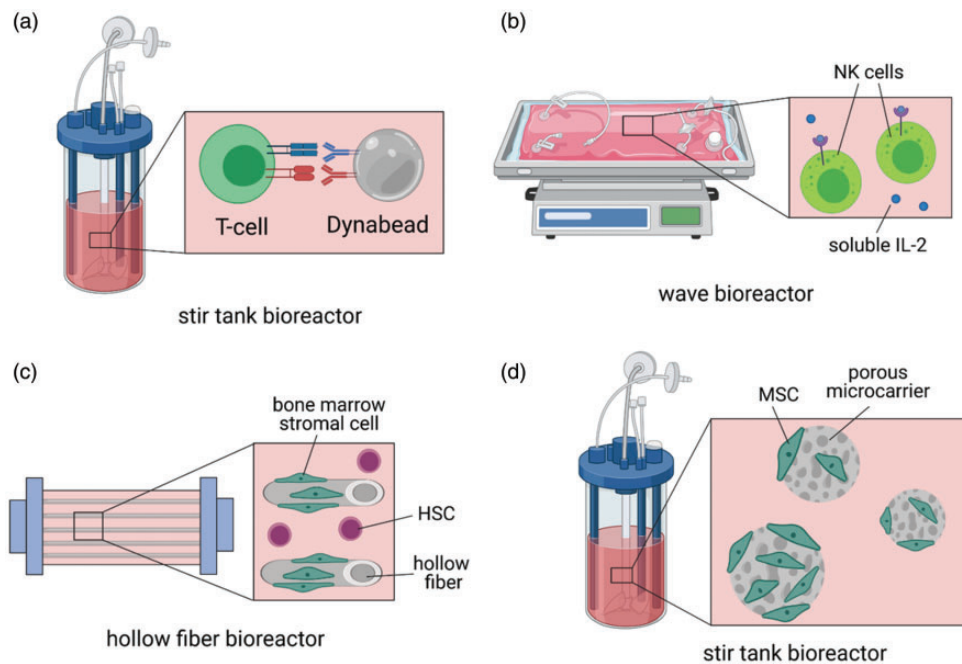 (a)
T-cell
Dynabead
stir tank bioreactor
(b)
NK cells
soluble IL-2
wave bioreactor
(c)
bone marrow
stromal cell
HSC
hollow
fiber
hollow fiber bioreactor
(d)
MSC
porous
microcarrier
stir tank bioreactor